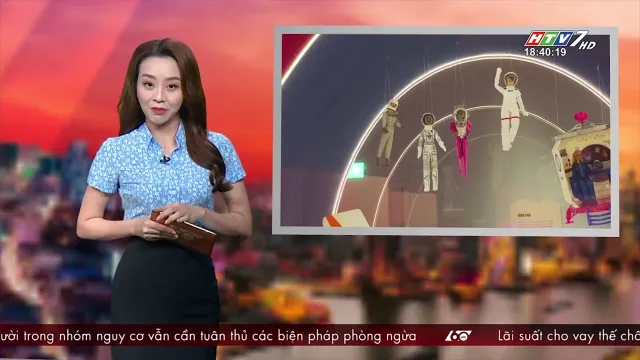 HTV7 HD
18:40:19
ười trong nhóm nguy cơ vẫn cần tuân thủ các biện pháp phòng ngừa
60
Lãi suất cho vay thế chấ